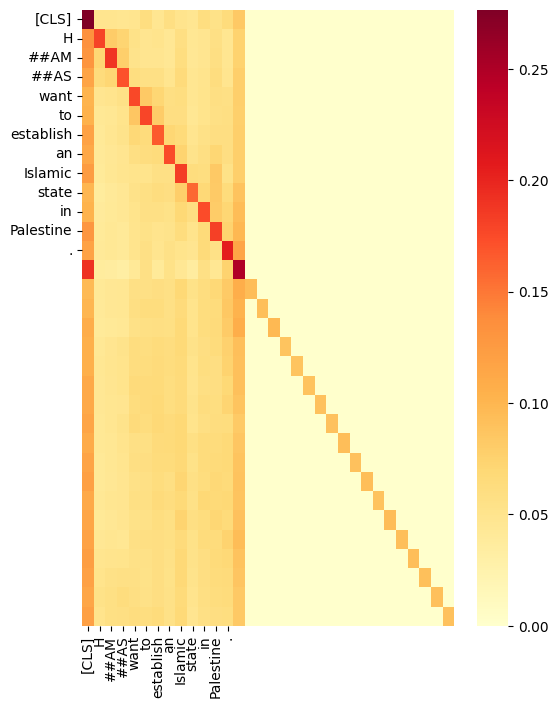 [CLS]
H
##AM
##AS
want
to
establish
an
Islamic
state
in
Palestine
.
0.25
0.20
0.15
0.10
0.05
0.00
[CLS]
H
##AM
##AS
want
to
establish
an
Islamic
state
in
Palestine
.